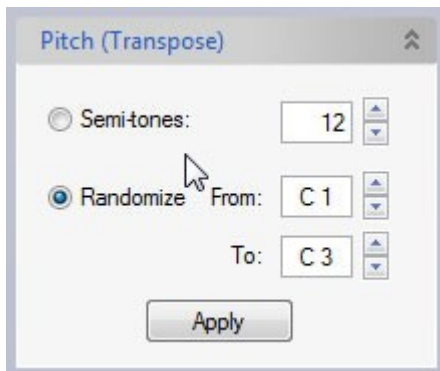 Pitch (Transpose)
Semi-tones: 12
Randomize From: C 1
To: C 3
Apply